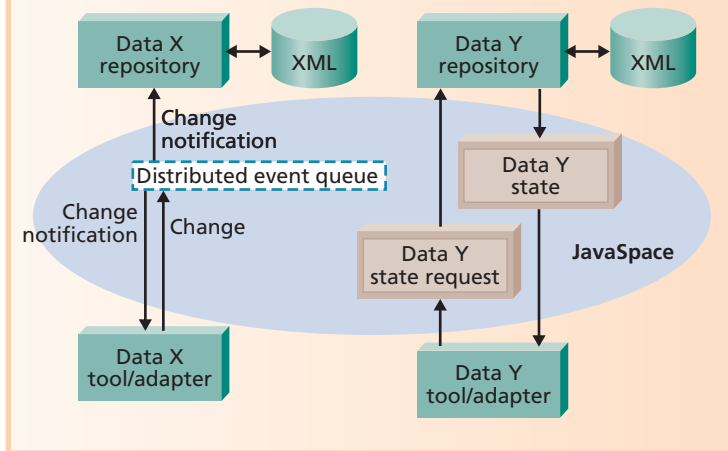 Data X
repository
XML
Data Y
repository
XML
Change
notification
Distributed event queue
Change
notification
Change
Data Y
state
Data Y
state request
JavaSpace
Data X
tool/adapter
Data Y
tool/adapter